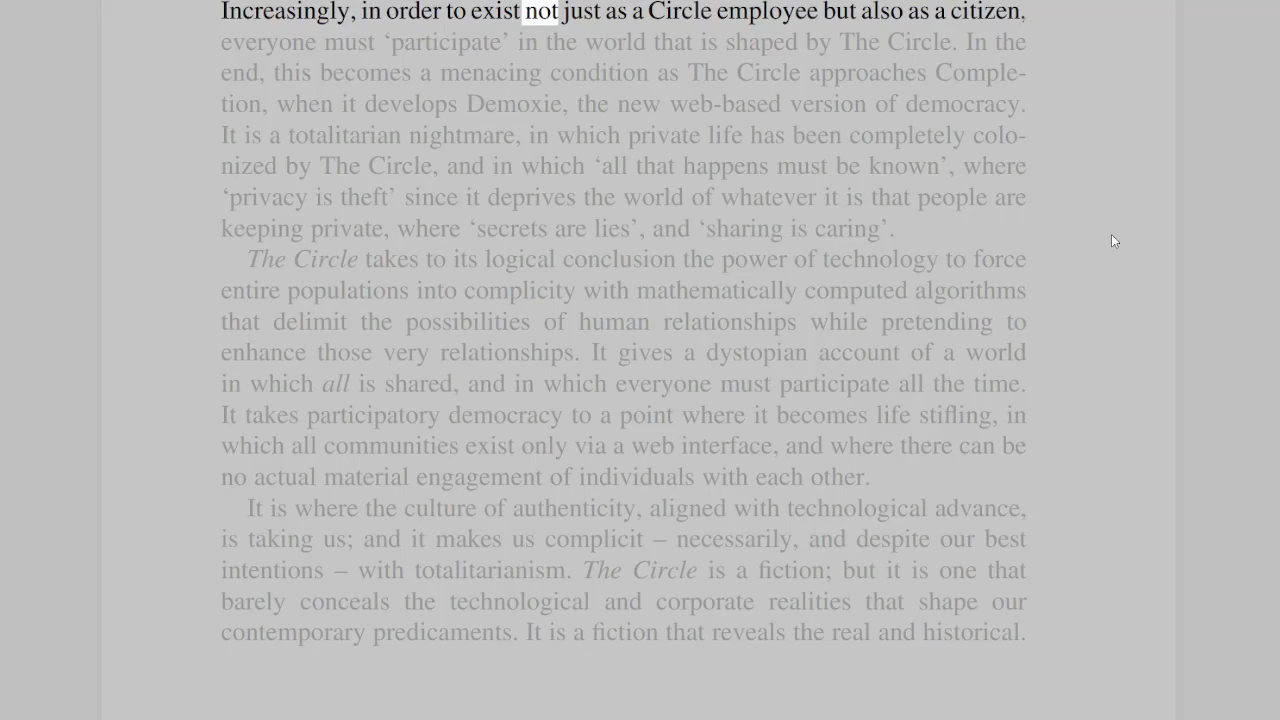 Increasingly, in order to exist not just as a Circle employee but also as a citizen,
everyone must ‘participate’ in the world that is shaped by The Circle. In the
end, this becomes a menacing condition as The Circle approaches Comple-
tion, when it develops Demoxie, the new web-based version of democracy.
It is a totalitarian nightmare, in which private life has been completely colo-
nized by The Circle, and in which ‘all that happens must be known’, where
‘privacy is theft’ since it deprives the world of whatever it is that people are
keeping private, where ‘secrets are lies’, and ‘sharing is caring’.
The Circle takes to its logical conclusion the power of technology to force
entire populations into complicity with mathematically computed algorithms
that delimit the possibilities of human relationships while pretending to
enhance those very relationships. It gives a dystopian account of a world
in which all is shared, and in which everyone must participate all the time.
It takes participatory democracy to a point where it becomes life stifling, in
which all communities exist only via a web interface, and where there can be
no actual material engagement of individuals with each other.
It is where the culture of authenticity, aligned with technological advance,
is taking us; and it makes us complicit – necessarily, and despite our best
intentions – with totalitarianism. The Circle is a fiction; but it is one that
barely conceals the technological and corporate realities that shape our
contemporary predicaments. It is a fiction that reveals the real and historical.